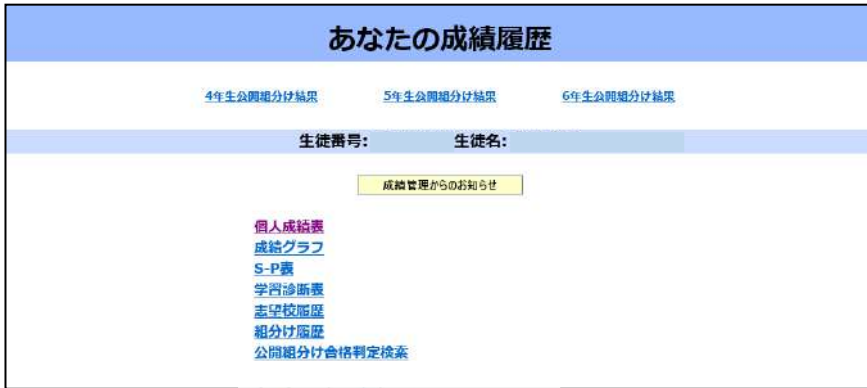 あなたの成績履歴
4年生公開組分け結果 5年生公開組分け結果 6年生公開組分け結果
生徒番号: 生徒名:
成績管理からのお知らせ
個人成績表
成績グラフ
S-P表
学習診断表
志望校履歴
組分け履歴
公開組分け合格判定検索